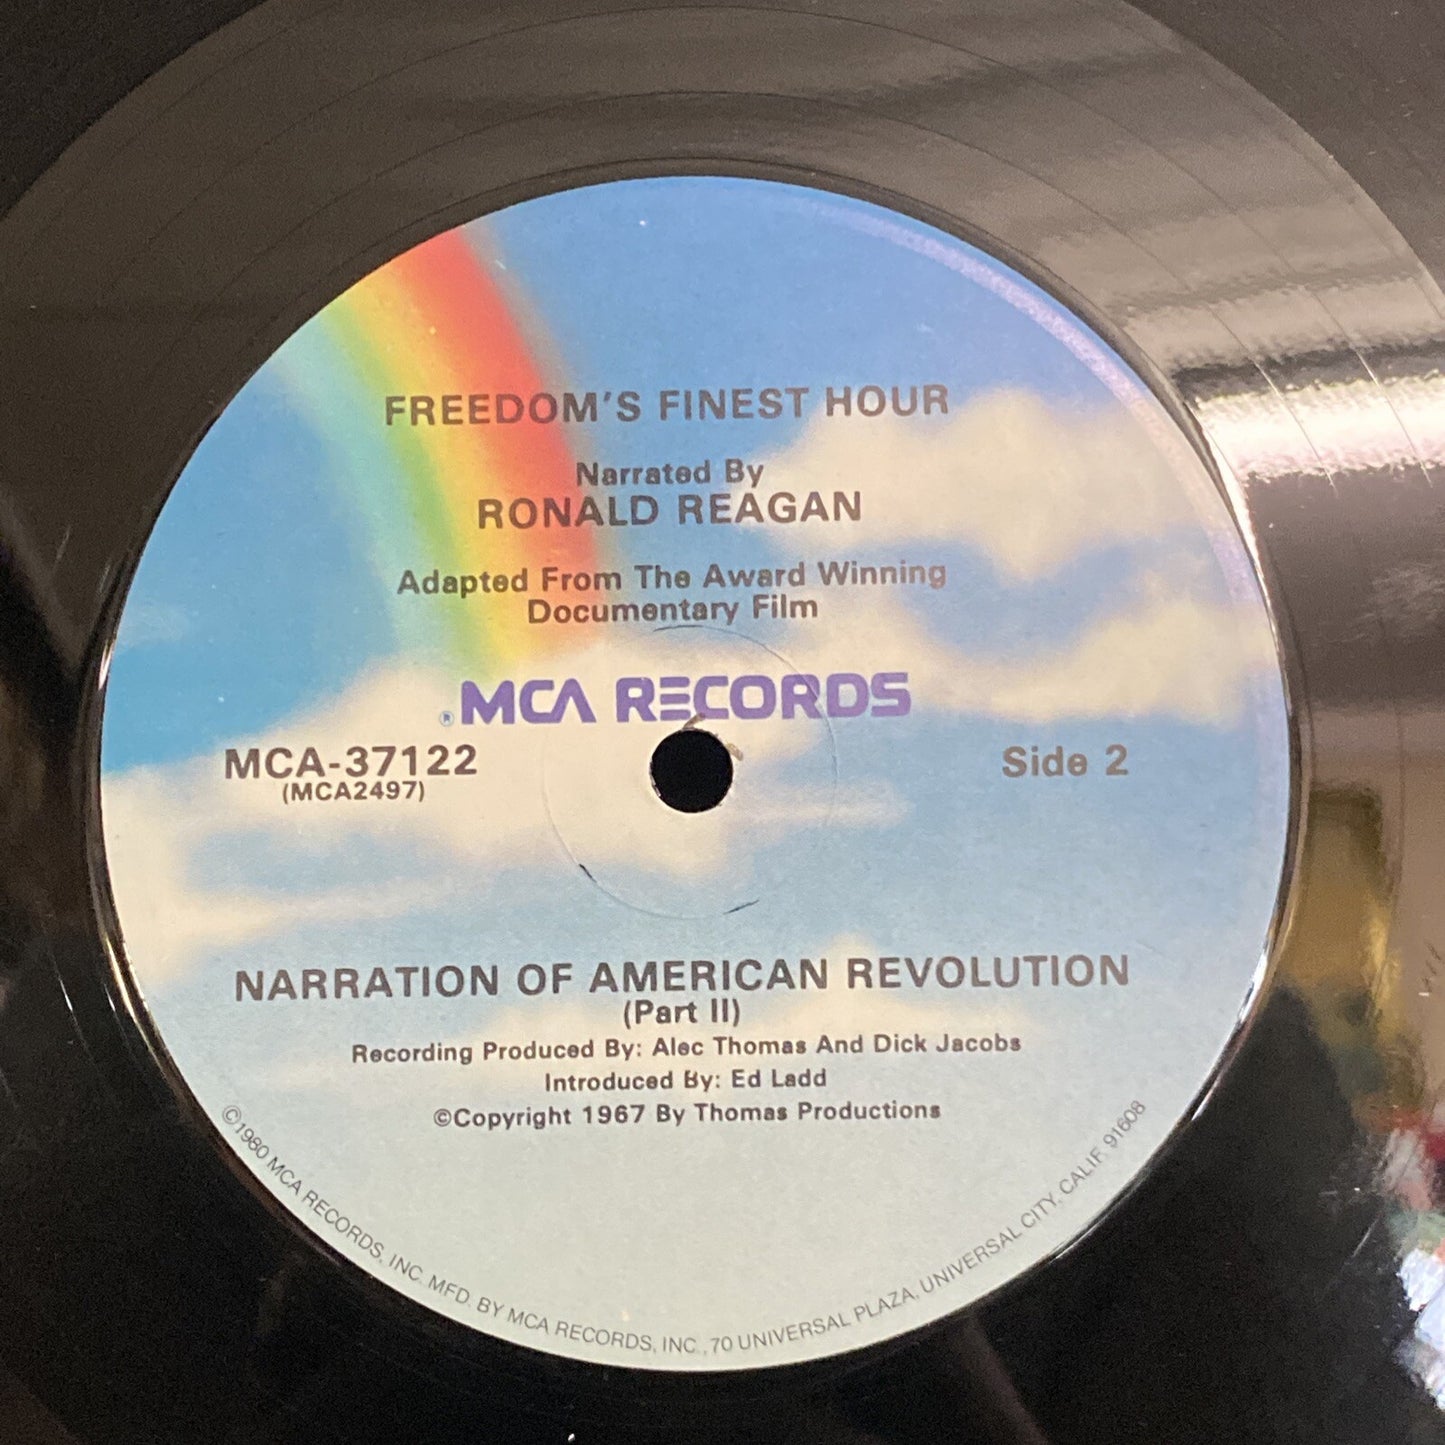 FREEDOM'S FINEST HOUR
Narrated By
RONALD REAGAN
Adapted From The Award Winning
Documentary Film
®MCA RECORDS
MCA-37122
(MCA2497)
Side 2
NARRATION OF AMERICAN REVOLUTION
(Part II)
Recording Produced By: Alec Thomas And Dick Jacobs
Introduced By: Ed Ladd
©Copyright 1967 By Thomas Productions
©1980 MCA RECORDS, INC. MFD. BY MCA RECORDS, INC., 70 UNIVERSAL PLAZA, UNIVERSAL CITY, CALIF. 91608